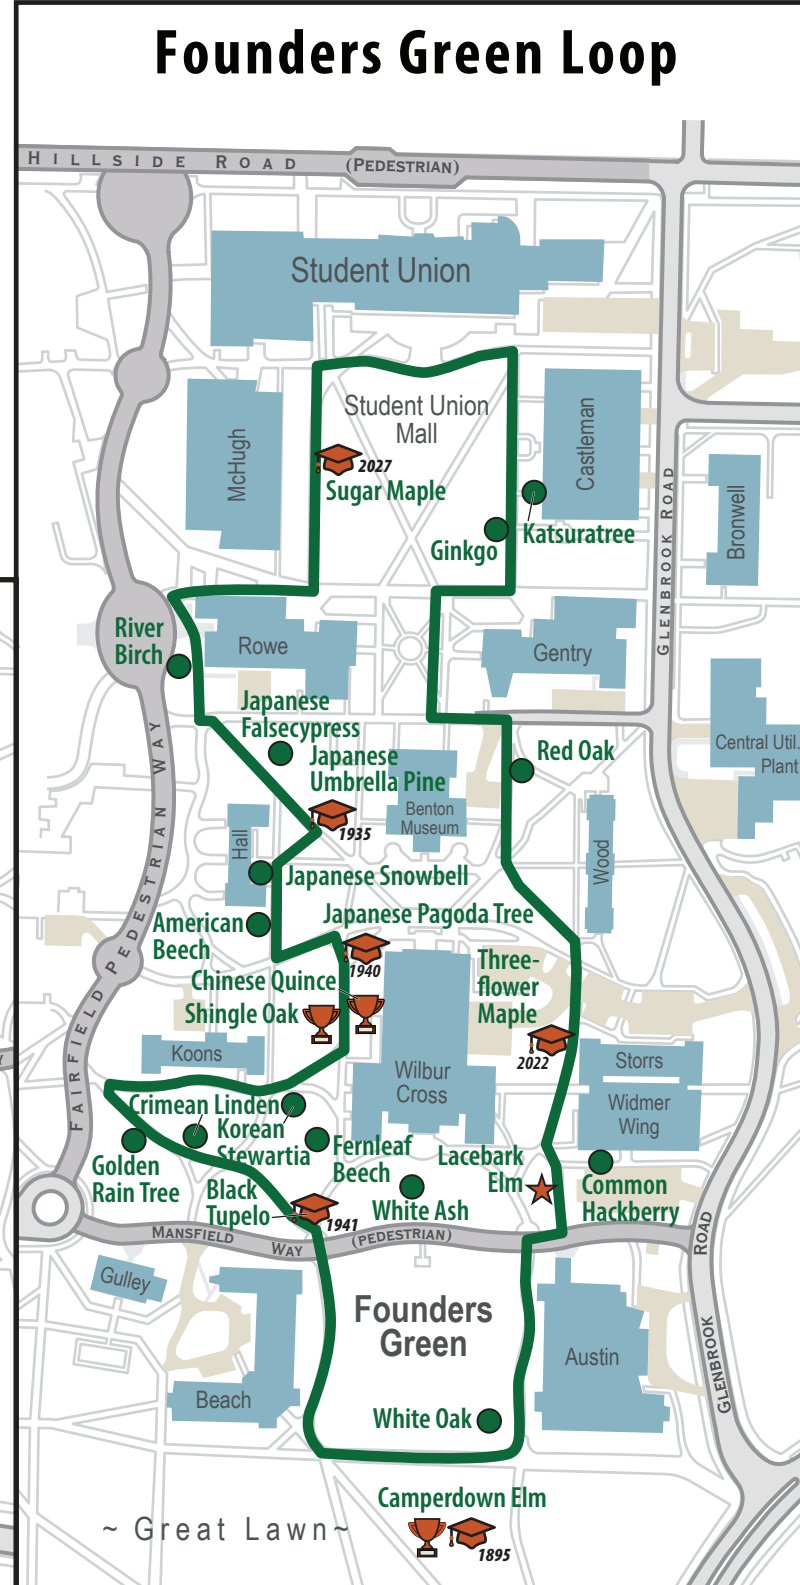 Founders Green Loop
HILLSIDE ROAD (PEDESTRIAN)
Student Union
Student Union
Mall
McHugh
Castleman
2027
Sugar Maple
Katsuratree
Ginkgo
Bronwell
GLENBROOK ROAD
River
Birch
Rowe
Gentry
Japanese
Falsecypress
Japanese
Umbrella Pine
Red Oak
Central Util.
Plant
Benton
Museum
1935
Hall
Wood
Japanese Snowbell
American
Beech
Japanese Pagoda Tree
1940
Three-
flower
Maple
2022
Chinese Quince
Shingle Oak
FAIRFIELD PEDESTRIAN WAY
Y
Koons
Wilbur
Cross
Storrs
Widmer
Wing
Crimean Linden
Korean
Stewartia
Golden
Rain Tree
Fernleaf
Beech
Lacebark
Elm
Common
Hackberry
Black
Tupelo
1941
White Ash
MANSFIELD WAY (PEDESTRIAN)
GLENBROOK ROAD
Gulley
Founders
Green
Austin
Beach
White Oak
Camperdown Elm
1895
~ Great Lawn~